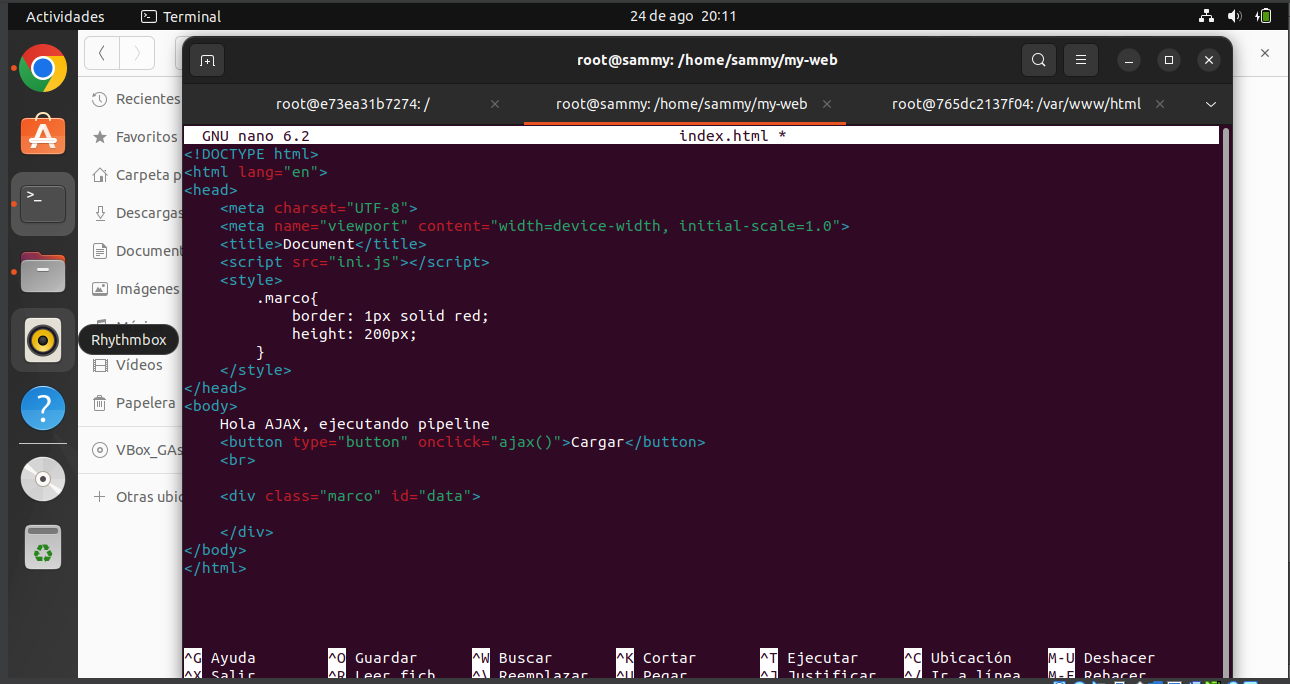 Actividades Terminal 24 de ago 20:11
root@sammy: /home/sammy/my-web
root@e73ea31b7274: / root@sammy: /home/sammy/my-web root@765dc2137f04: /var/www/html
Recientes
Favoritos
Carpeta p
Descargas
Document
Imágenes
Rhythmbox
Vídeos
Papelera
VBox_GAs
Otras ubic
GNU nano 6.2 index.html *
<!DOCTYPE html>
<html lang="en">
<head>
    <meta charset="UTF-8">
    <meta name="viewport" content="width=device-width, initial-scale=1.0">
    <title>Document</title>
    <script src="ini.js"></script>
    <style>
        .marco{
            border: 1px solid red;
            height: 200px;
        }
    </style>
</head>
<body>
    Hola AJAX, ejecutando pipeline
    <button type="button" onclick="ajax()">Cargar</button>
    <br>
    <div class="marco" id="data">
    </div>
</body>
</html>
^G Ayuda ^O Guardar ^W Buscar ^K Cortar ^T Ejecutar ^C Ubicación M-U Deshacer
^X Salir ^R Leer fich. ^\ Reemplazar ^U Pegar ^J Justificar ^/ Ir a línea M-E Rehacer